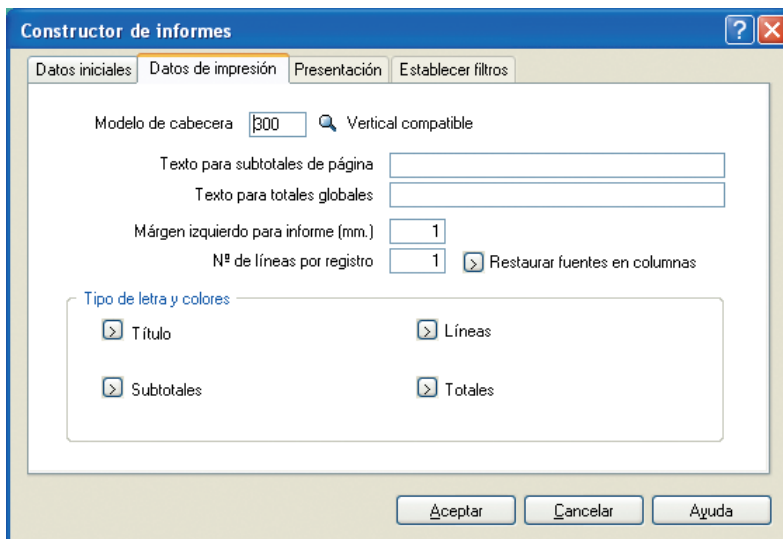 Constructor de informes
Datos iniciales Datos de impresión Presentación Establecer filtros
Modelo de cabecera 300 Vertical compatible
Texto para subtotales de página
Texto para totales globales
Márgen izquierdo para informe (mm.) 1
Nº de líneas por registro 1 Restaurar fuentes en columnas
Tipo de letra y colores
Título Líneas
Subtotales Totales
Aceptar Cancelar Ayuda